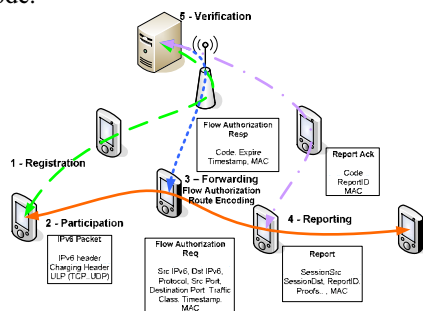 ode.
5 - Verification
Flow Authorization
Resp
Code, Expire
Timestamp, MAC
Report Ack
Code
ReportID
MAC
1 - Registration
3 – Forwarding
Flow Authorization
Route Encoding
2 - Participation
IPv6 Packet
IPv6 header
Charging Header
ULP (TCP..UDP)
4 - Reporting
Flow Authorization
Req
Src IPv6, Dst IPv6,
Protocol, Src Port,
Destination Port Traffic
Class, Timestamp,
MAC
Report
SessionSrc
SessionDst, ReportID,
Proofs.., MAC